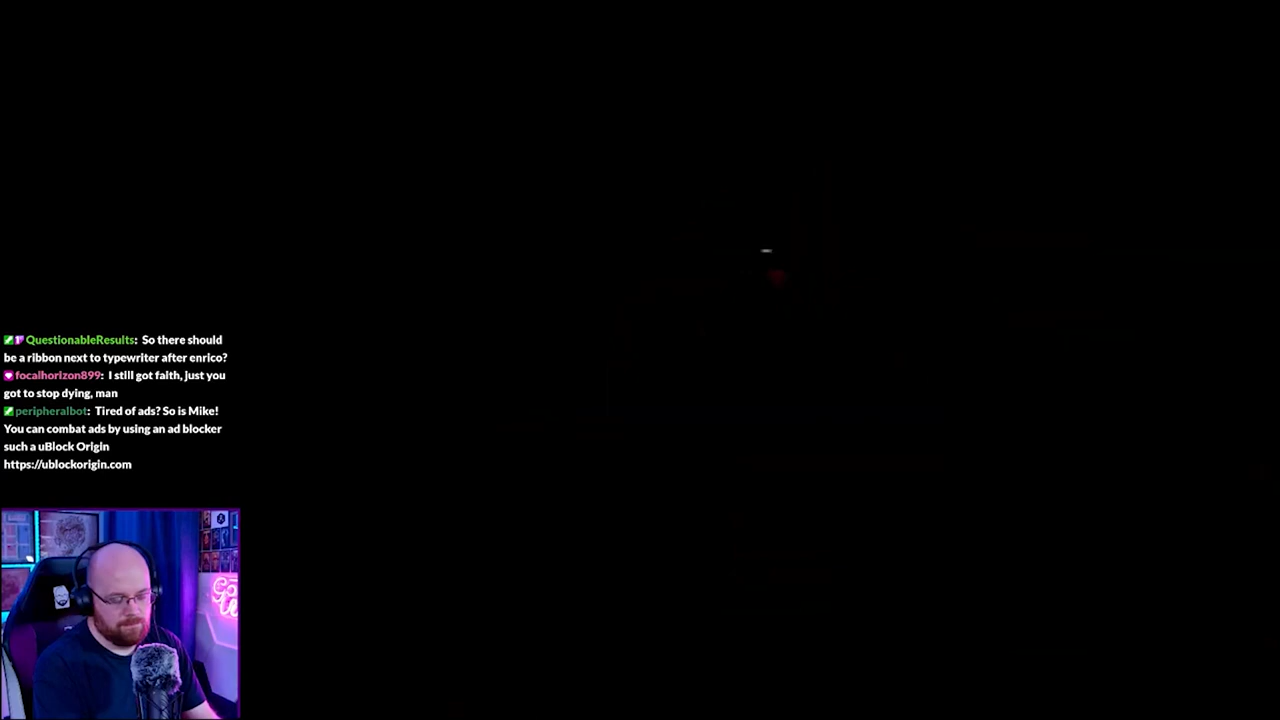 QuestionableResults: So there should
be a ribbon next to typewriter after enrico?
focalhorizon899: I still got faith, just you
got to stop dying, man
peripheralbot: Tired of ads? So is Mike!
You can combat ads by using an ad blocker
such a uBlock Origin
https://ublockorigin.com